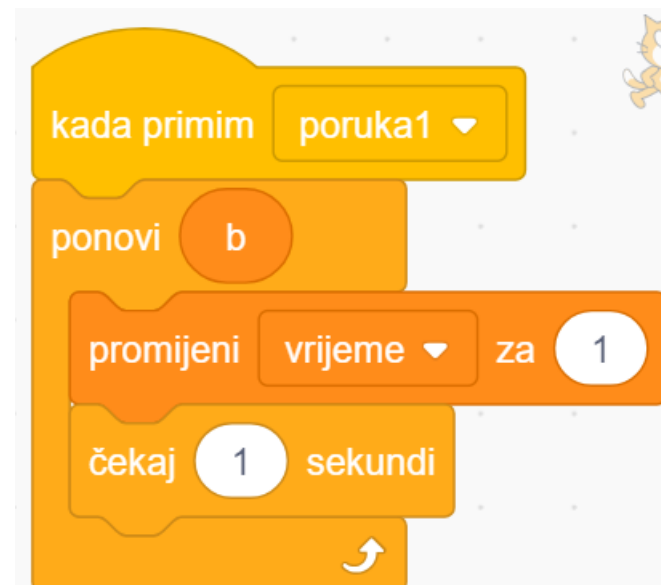 kada primim poruka1
ponovi b
promijeni vrijeme za 1
čekaj 1 sekundi